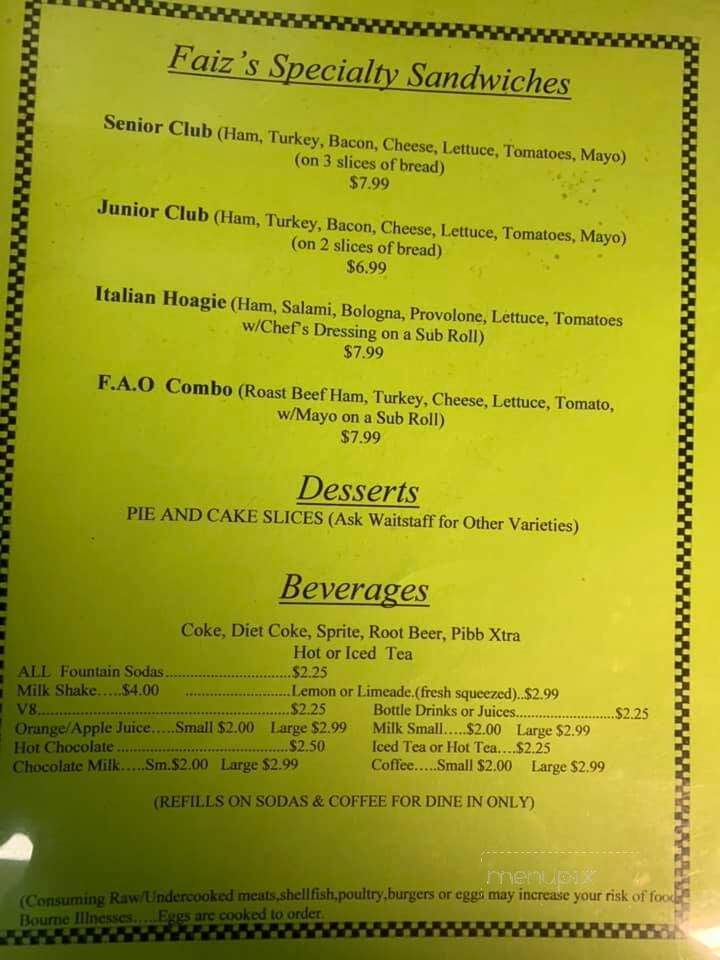 Faiz's Specialty Sandwiches
Senior Club (Ham, Turkey, Bacon, Cheese, Lettuce, Tomatoes, Mayo)
(on 3 slices of bread)
$7.99
Junior Club (Ham, Turkey, Bacon, Cheese, Lettuce, Tomatoes, Mayo)
(on 2 slices of bread)
$6.99
Italian Hoagie (Ham, Salami, Bologna, Provolone, Lettuce, Tomatoes
w/Chef's Dressing on a Sub Roll)
$7.99
F.A.O Combo (Roast Beef Ham, Turkey, Cheese, Lettuce, Tomato,
w/Mayo on a Sub Roll)
$7.99
Desserts
PIE AND CAKE SLICES (Ask Waitstaff for Other Varieties)
Beverages
Coke, Diet Coke, Sprite, Root Beer, Pibb Xtra
Hot or Iced Tea
ALL Fountain Sodas..............................$2.25
Milk Shake.....$4.00 .........................Lemon or Limeade.(fresh squeezed)..$2.99
V8............................................................$2.25 Bottle Drinks or Juices.........................$2.25
Orange/Apple Juice.....Small $2.00 Large $2.99 Milk Small.....$2.00 Large $2.99
Hot Chocolate..........................................$2.50 Iced Tea or Hot Tea....$2.25
Chocolate Milk.....Sm.$2.00 Large $2.99 Coffee.....Small $2.00 Large $2.99
(REFILLS ON SODAS & COFFEE FOR DINE IN ONLY)
menupix
(Consuming Raw/Undercooked meats,shellfish,poultry,burgers or eggs may increase your risk of food
Bourne Illnesses.....Eggs are cooked to order.